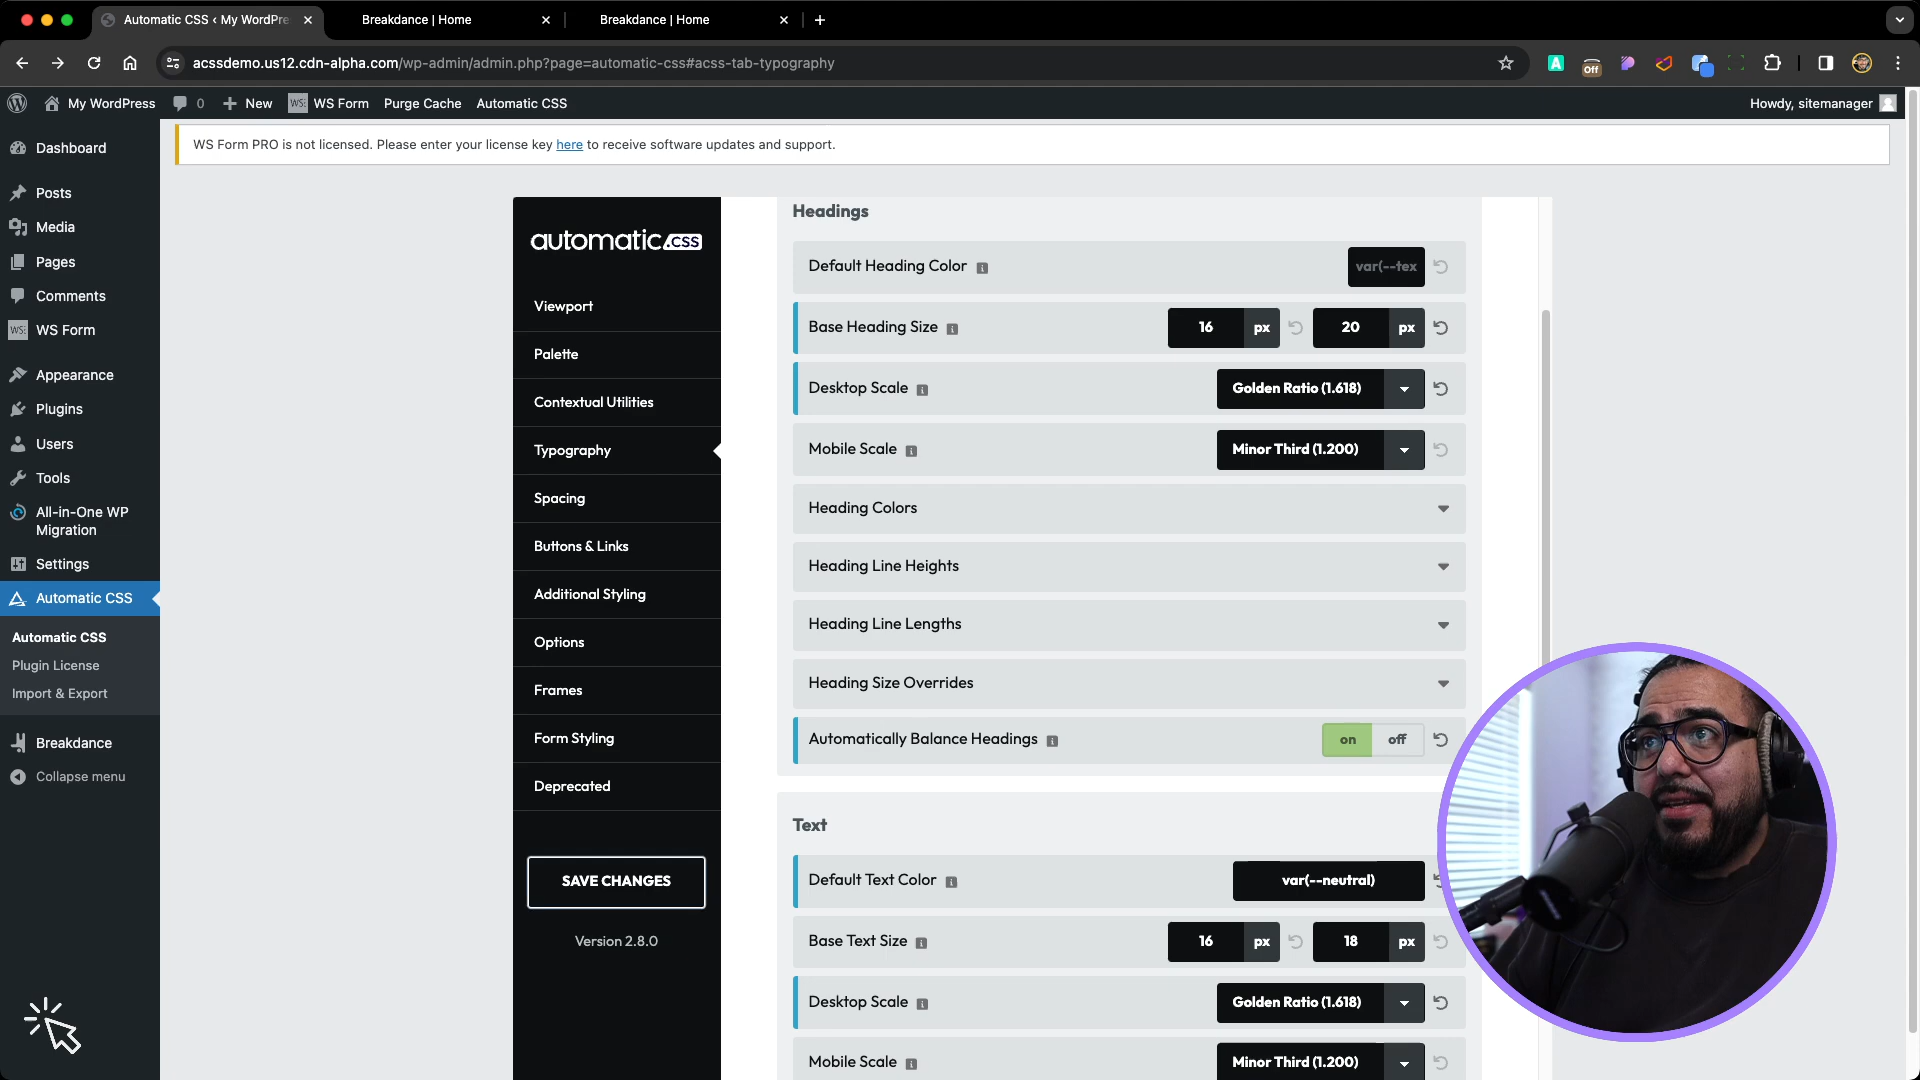 Automatic CSS ‹ My WordPre
Breakdance | Home
Breakdance | Home
acssdemo.us12.cdn-alpha.com/wp-admin/admin.php?page=automatic-css#acss-tab-typography
A
Off
My WordPress
0
New
WS:
WS Form
Purge Cache
Automatic CSS
Howdy, sitemanager
WS Form PRO is not licensed. Please enter your license key here to receive software updates and support.
Dashboard
Posts
Media
Pages
Comments
WS:
WS Form
Appearance
Plugins
Users
Tools
All-in-One WP
Migration
Settings
Automatic CSS
Automatic CSS
Plugin License
Import & Export
Breakdance
Collapse menu
automatic.css
Viewport
Palette
Contextual Utilities
Typography
Spacing
Buttons & Links
Additional Styling
Options
Frames
Form Styling
Deprecated
SAVE CHANGES
Version 2.8.0
Headings
Default Heading Color i var(--tex
Base Heading Size i 16 px 20 px
Desktop Scale i Golden Ratio (1.618)
Mobile Scale i Minor Third (1.200)
Heading Colors
Heading Line Heights
Heading Line Lengths
Heading Size Overrides
Automatically Balance Headings i on off
Text
Default Text Color i var(--neutral)
Base Text Size i 16 px 18 px
Desktop Scale i Golden Ratio (1.618)
Mobile Scale i Minor Third (1.200)